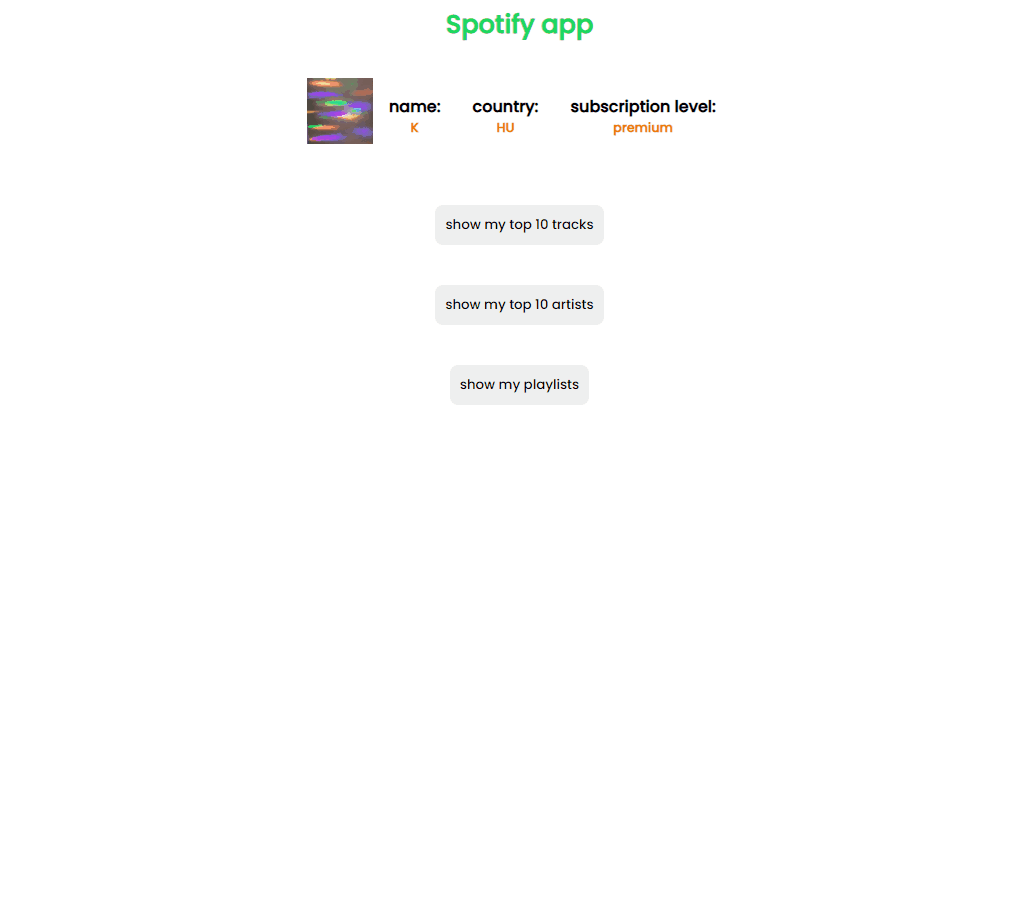 Spotify app
name: country: subscription level:
K HU premium
show my top 10 tracks
show my top 10 artists
show my playlists